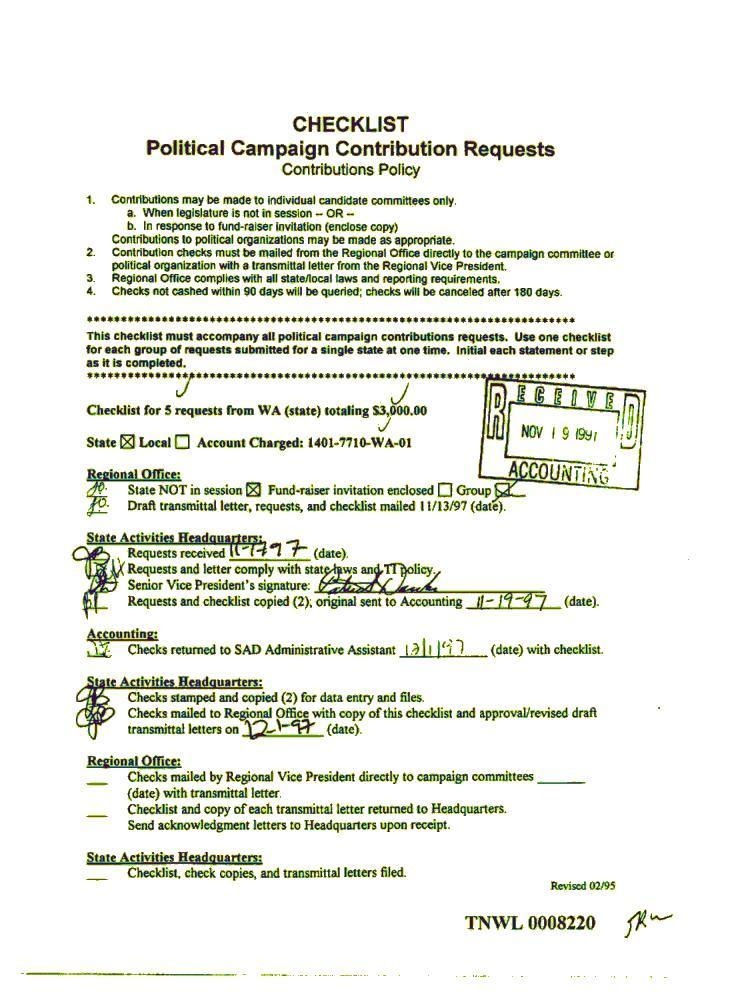 CHECKLIST
Political Campaign Contribution Requests
Contributions Policy
1. Contributions may be made to individual candidate committees only.
a. When legislature is not in session -- OR --
b. In response to fund-raiser invitation (enclose copy)
Contributions to political organizations may be made as appropriate.
2. Contribution checks must be mailed from the Regional Office directly to the campaign committee or
political organization with a transmittal letter from the Regional Vice President.
3. Regional Office complies with all state/local laws and reporting requirements.
4. Checks not cashed within 90 days will be queried; checks will be canceled after 180 days.
This checklist must accompany all political campaign contributions requests. Use one checklist
for each group of requests submitted for a single state at one time. Initial each statement or step
as it is completed.
Checklist for 5 requests from WA (state) totaling $3,000.00
State ☒ Local ☐ Account Charged: 1401-7710-WA-01
RECEIVED
NOV 19 1997
ACCOUNTING
Regional Office:
State NOT in session ☒ Fund-raiser invitation enclosed ☐ Group ☒
Draft transmittal letter, requests, and checklist mailed 11/13/97 (date).
State Activities Headquarters:
Requests received 11-17-97 (date).
Requests and letter comply with state laws and TI policy.
Senior Vice President's signature:
Requests and checklist copied (2); original sent to Accounting 11-19-97 (date).
Accounting:
Checks returned to SAD Administrative Assistant 12/1/97 (date) with checklist.
State Activities Headquarters:
Checks stamped and copied (2) for data entry and files.
Checks mailed to Regional Office with copy of this checklist and approval/revised draft
transmittal letters on 12-1-97 (date).
Regional Office:
Checks mailed by Regional Vice President directly to campaign committees ______
(date) with transmittal letter.
Checklist and copy of each transmittal letter returned to Headquarters.
Send acknowledgment letters to Headquarters upon receipt.
State Activities Headquarters:
Checklist, check copies, and transmittal letters filed.
Revised 02/95
TNWL 0008220